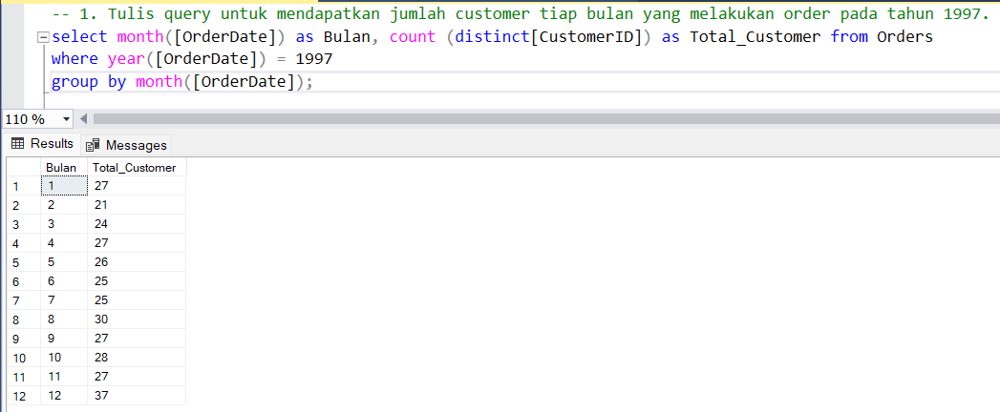 -- 1. Tulis query untuk mendapatkan jumlah customer tiap bulan yang melakukan order pada tahun 1997.
select month([OrderDate]) as Bulan, count (distinct[CustomerID]) as Total_Customer from Orders
where year([OrderDate]) = 1997
group by month([OrderDate]);
110 %
Results Messages
Bulan Total_Customer
1 1 27
2 2 21
3 3 24
4 4 27
5 5 26
6 6 25
7 7 25
8 8 30
9 9 27
10 10 28
11 11 27
12 12 37